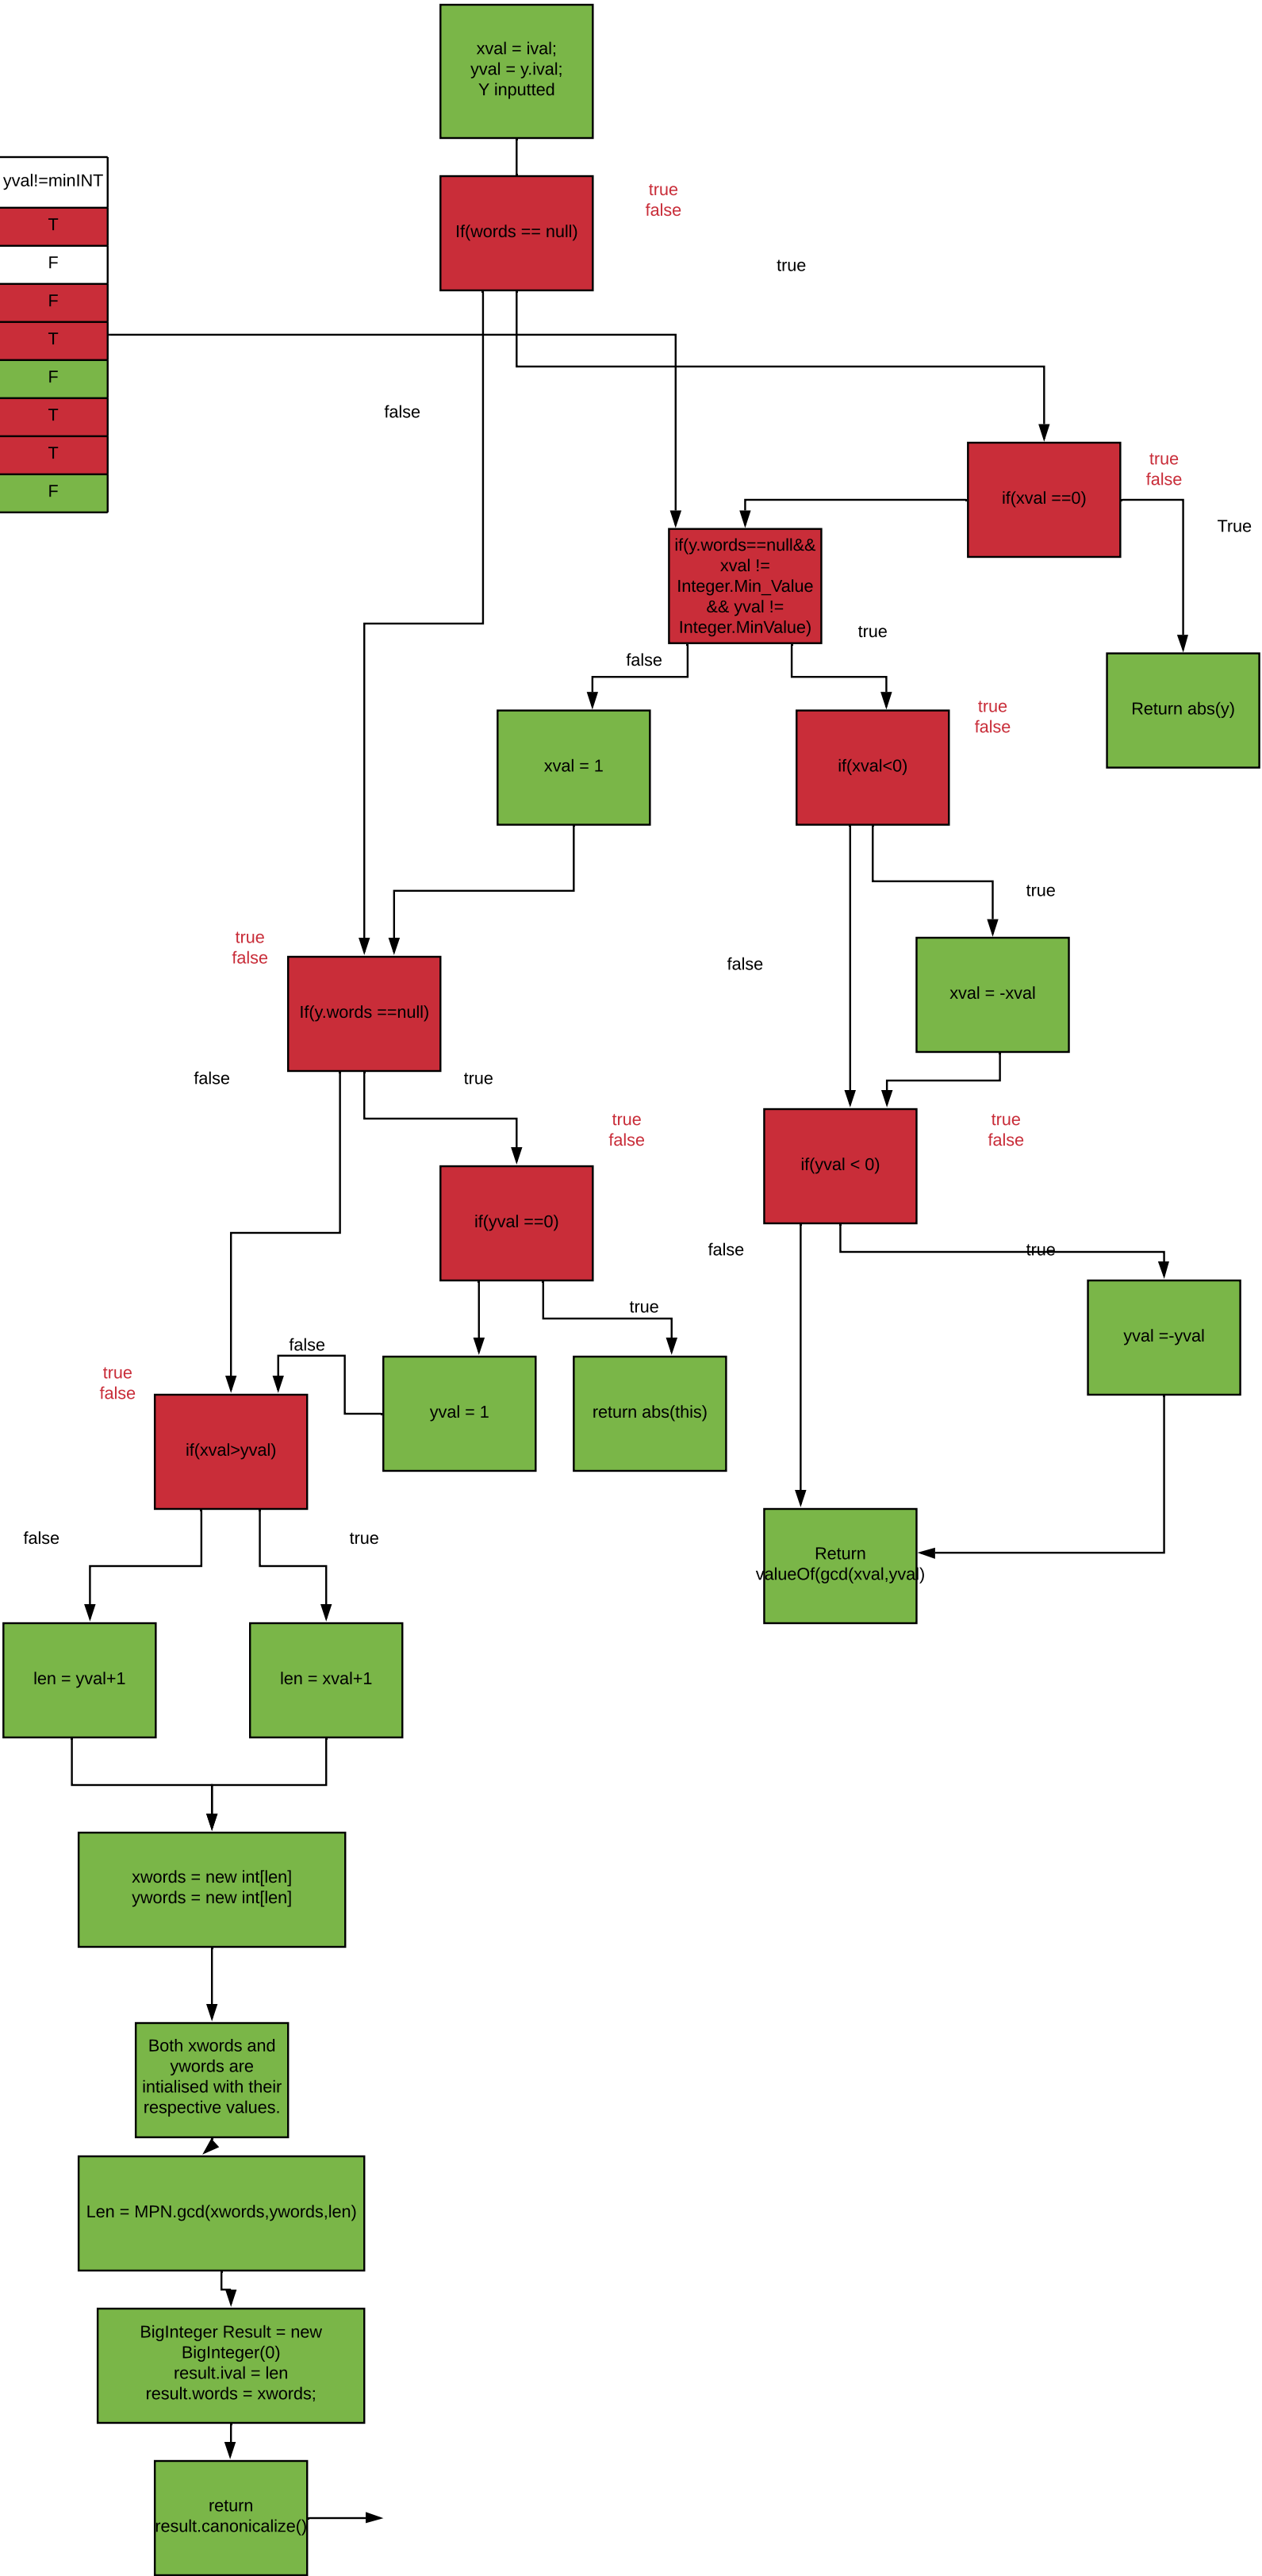 xval = ival;
yval = y.ival;
Y inputted
yval!=minINT
T
F
F
T
F
T
T
F
If(words == null)
true
false
true
false
if(xval ==0)
true
false
True
if(y.words==null&&
xval !=
Integer.Min_Value
&& yval !=
Integer.MinValue)
true
false
Return abs(y)
xval = 1
if(xval<0)
true
false
true
false
xval = -xval
true
false
If(y.words ==null)
false
true
true
false
if(yval < 0)
true
false
if(yval ==0)
false
true
yval =-yval
true
false
true
false
yval = 1
return abs(this)
if(xval>yval)
false
true
Return
valueOf(gcd(xval,yval)
len = yval+1
len = xval+1
xwords = new int[len]
ywords = new int[len]
Both xwords and
ywords are
intialised with their
respective values.
Len = MPN.gcd(xwords,ywords,len)
BigInteger Result = new
BigInteger(0)
result.ival = len
result.words = xwords;
return
result.canonicalize()